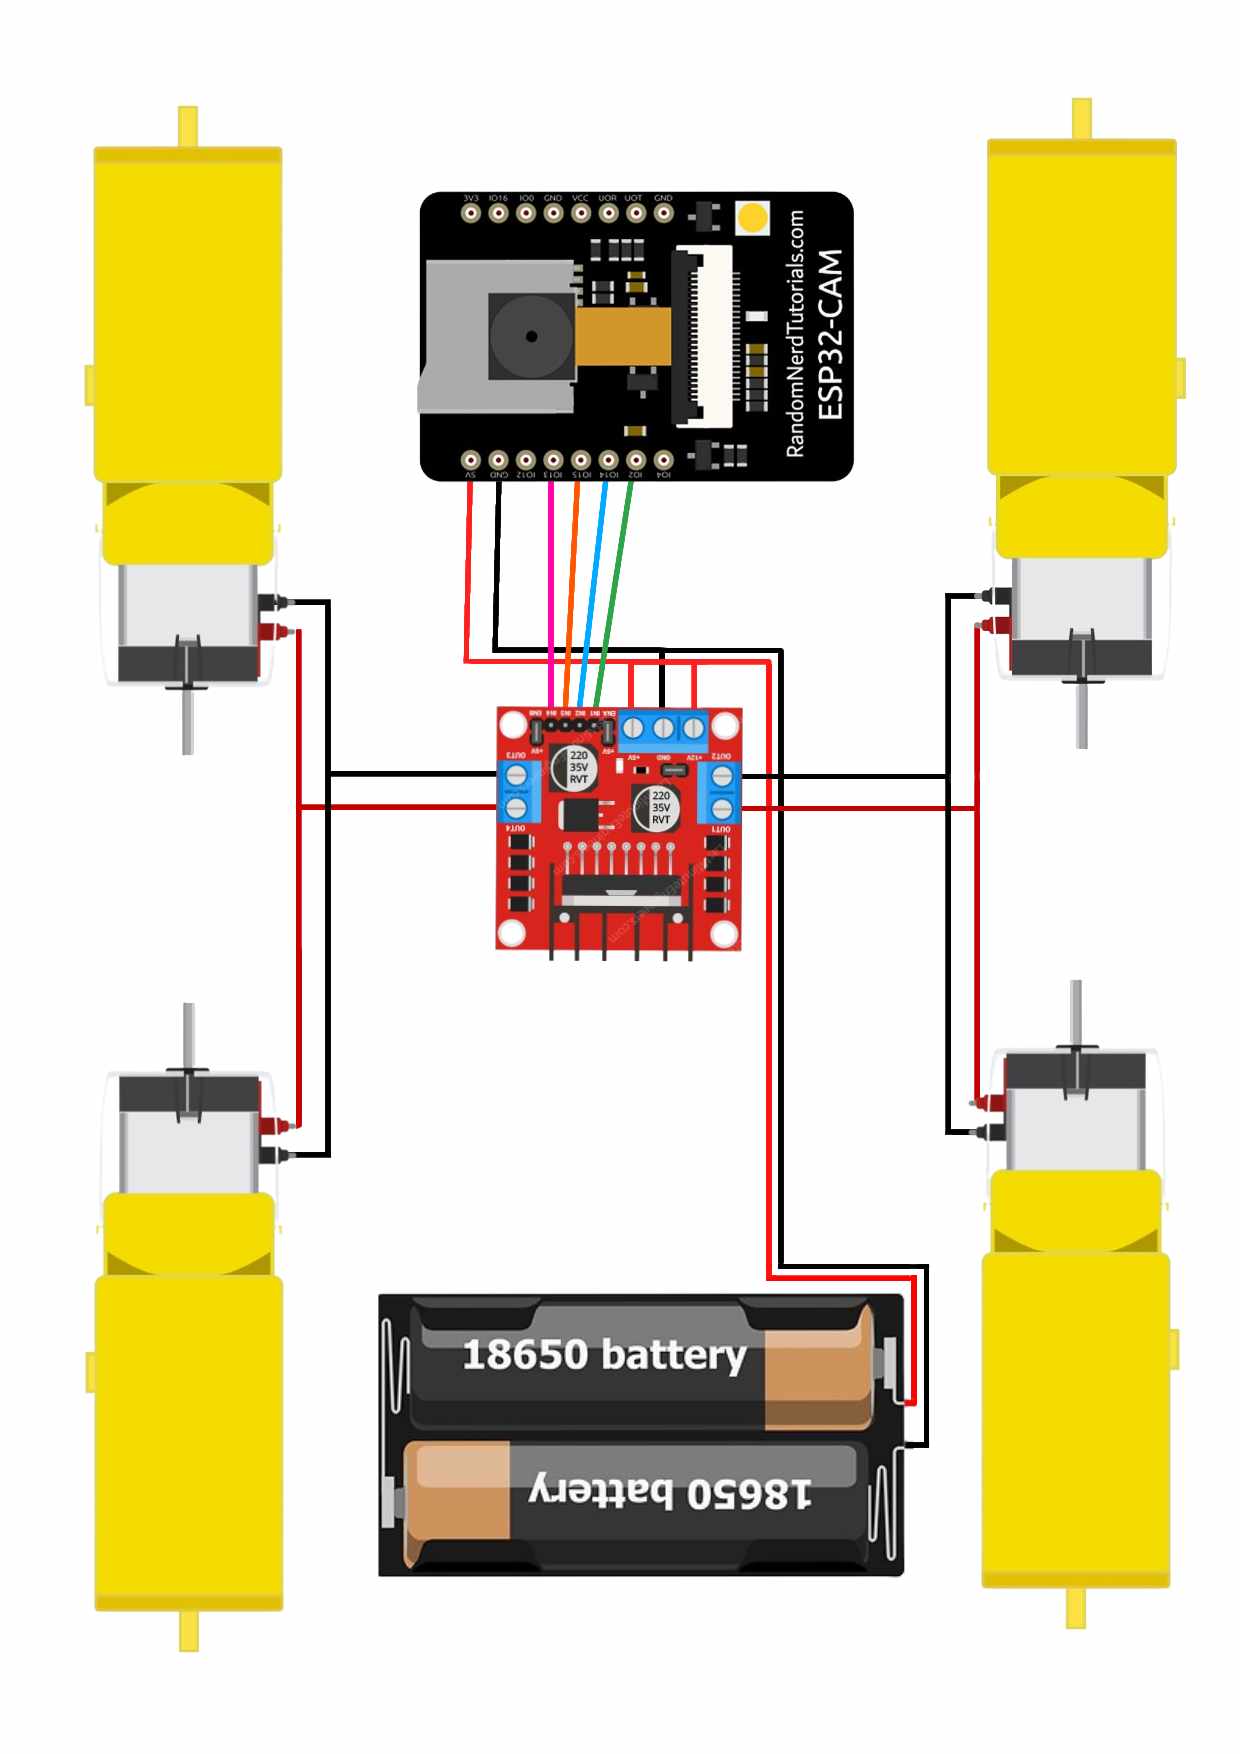 3V3 IO16 IO0 GND VCC UOR UOT GND
RandomNerdTutorials.com
ESP32-CAM
5V GND IO12 IO13 IO15 IO14 IO2 IO4
ENB IN4 IN3 IN2 IN1 ENA
+5V +5V
+5V GND +12V
OUT3
OUT2
220
35V
RVT
220
35V
RVT
OUT4
OUT1
18650 battery
18650 battery